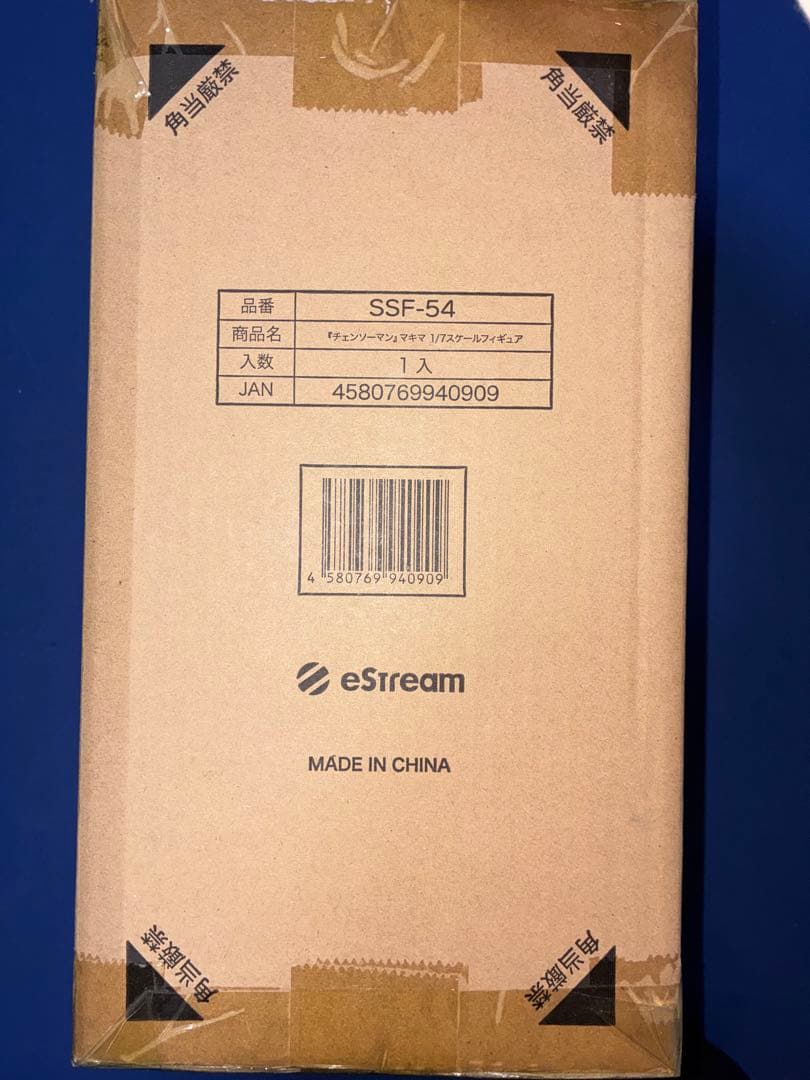 角当厳禁
角当厳禁
品番 SSF-54
商品名 『チェンソーマン』マキマ 1/7スケールフィギュア
入数 1入
JAN 4580769940909
4 580769 940909
eStream
MADE IN CHINA
角当厳禁
角当厳禁